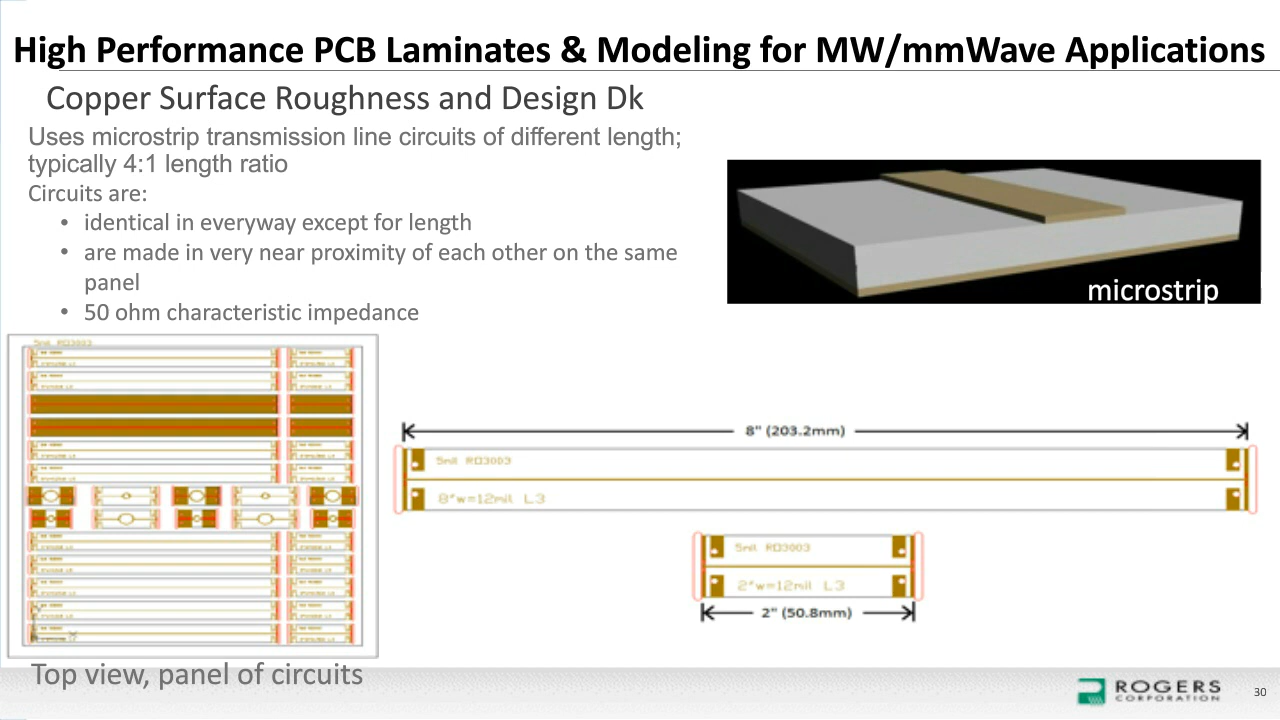 High Performance PCB Laminates & Modeling for MW/mmWave Applications
Copper Surface Roughness and Design Dk
Uses microstrip transmission line circuits of different length;
typically 4:1 length ratio
Circuits are:
• identical in everyway except for length
• are made in very near proximity of each other on the same
panel
• 50 ohm characteristic impedance
microstrip
5mil RO3003
8" (203.2mm)
5mil RO3003
8"w=12mil L3
5mil RO3003
2"w=12mil L3
2" (50.8mm)
Top view, panel of circuits
ROGERS
CORPORATION
30